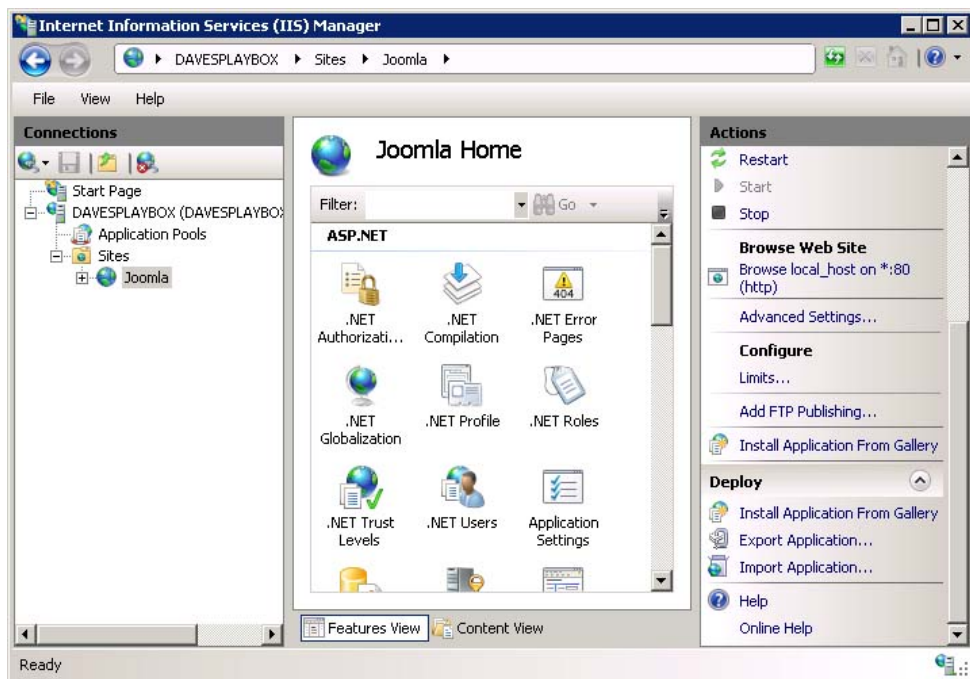 Internet Information Services (IIS) Manager
DAVESPLAYBOX
Sites
Joomla
File
View
Help
Connections
Start Page
DAVESPLAYBOX (DAVESPLAYBO
Application Pools
Sites
Joomla
Joomla Home
Filter:
Go
ASP.NET
.NET
Authorizati...
.NET
Compilation
.NET Error
Pages
404
.NET
Globalization
.NET Profile
.NET Roles
.NET Trust
Levels
.NET Users
Application
Settings
Features View
Content View
Actions
Restart
Start
Stop
Browse Web Site
Browse local_host on *:80
(http)
Advanced Settings...
Configure
Limits...
Add FTP Publishing...
Install Application From Gallery
Deploy
Install Application From Gallery
Export Application...
Import Application...
Help
Online Help
Ready